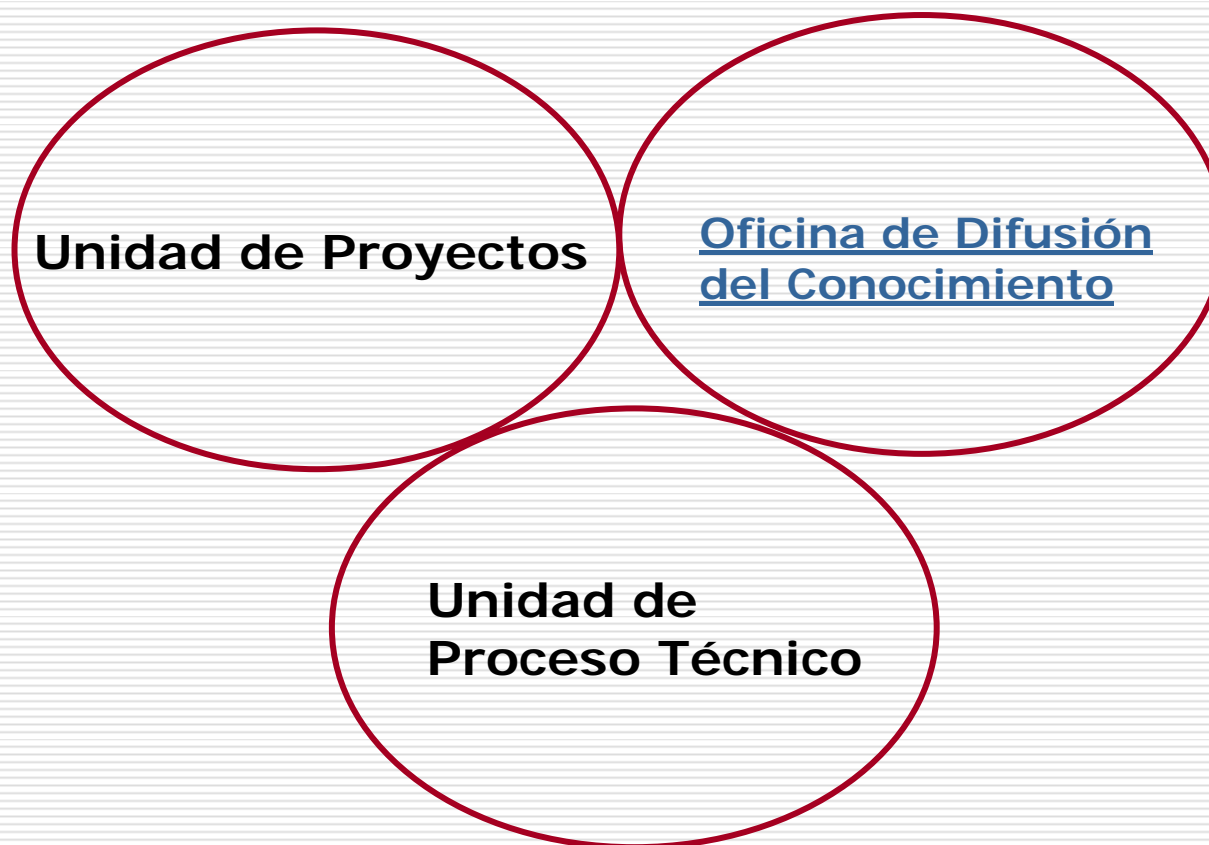 Unidad de Proyectos
Oficina de Difusión
del Conocimiento
Unidad de
Proceso Técnico